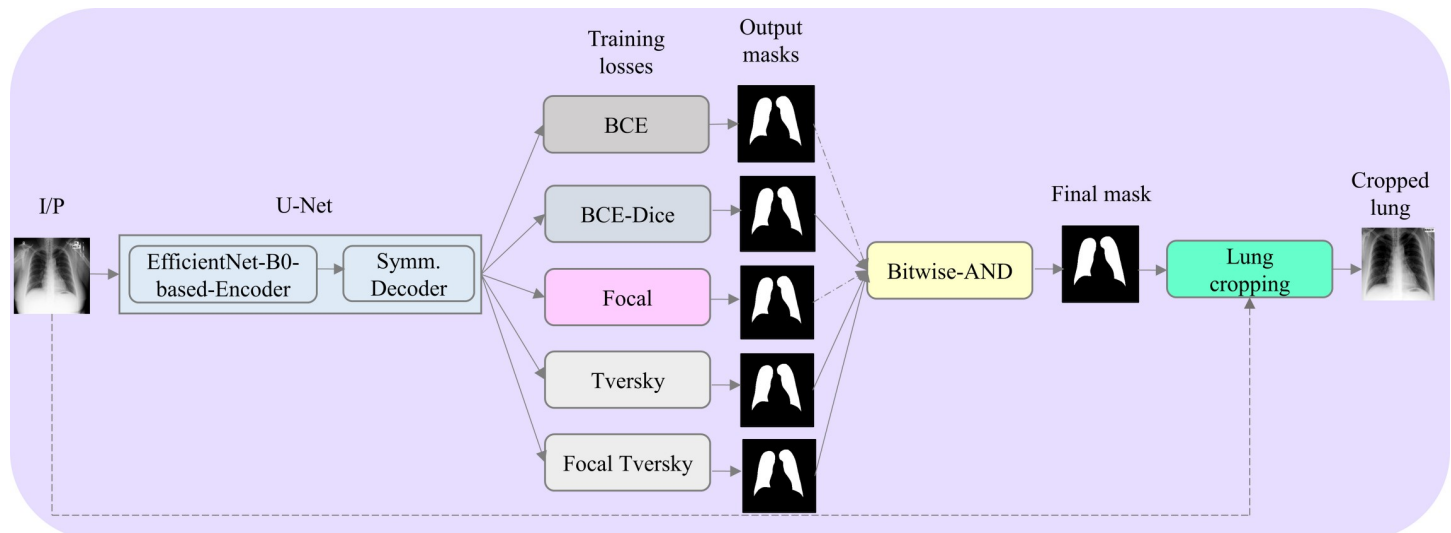 Training
losses
Output
masks
BCE
I/P
U-Net
BCE-Dice
Final mask
Cropped
lung
EfficientNet-B0-
based-Encoder
Symm.
Decoder
Focal
Bitwise-AND
Lung
cropping
Tversky
Focal Tversky